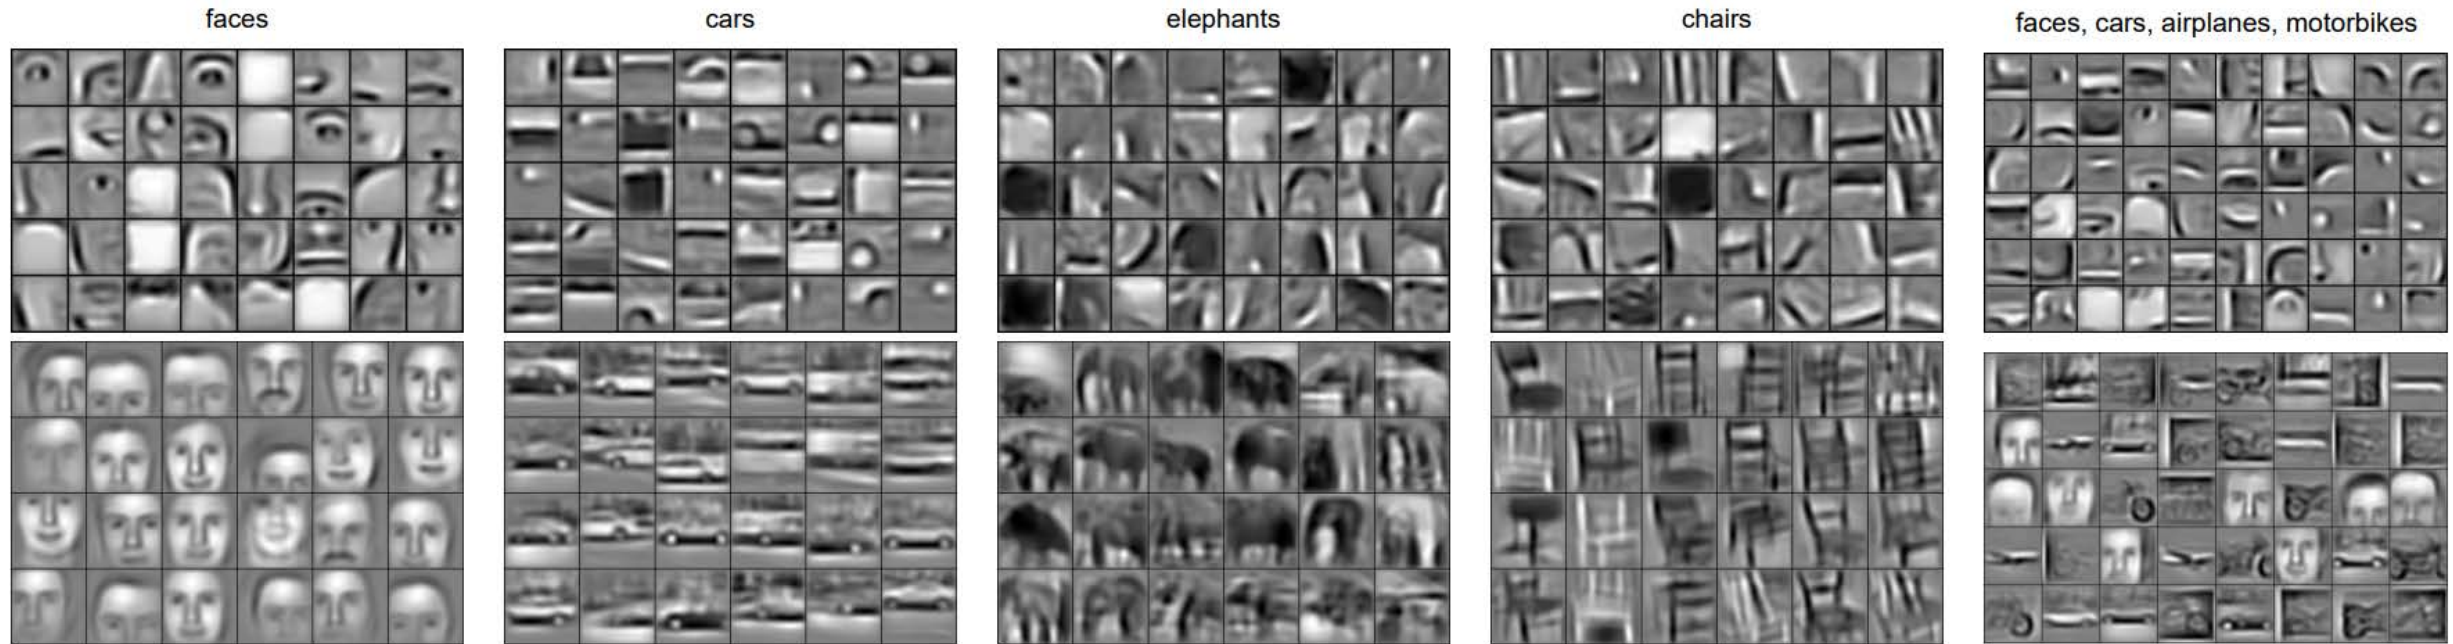 faces
cars
elephants
chairs
faces, cars, airplanes, motorbikes